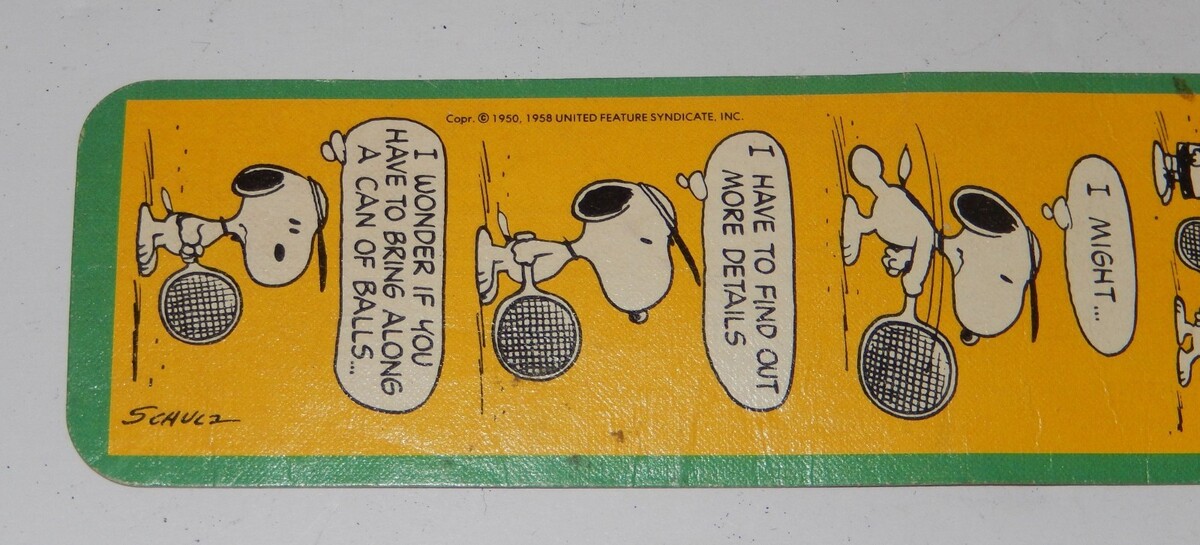 I MIGHT...
I HAVE TO FIND OUT
MORE DETAILS
I WONDER IF YOU
HAVE TO BRING ALONG
A CAN OF BALLS...
Copr. © 1950, 1958 UNITED FEATURE SYNDICATE, INC.
SCHULZ